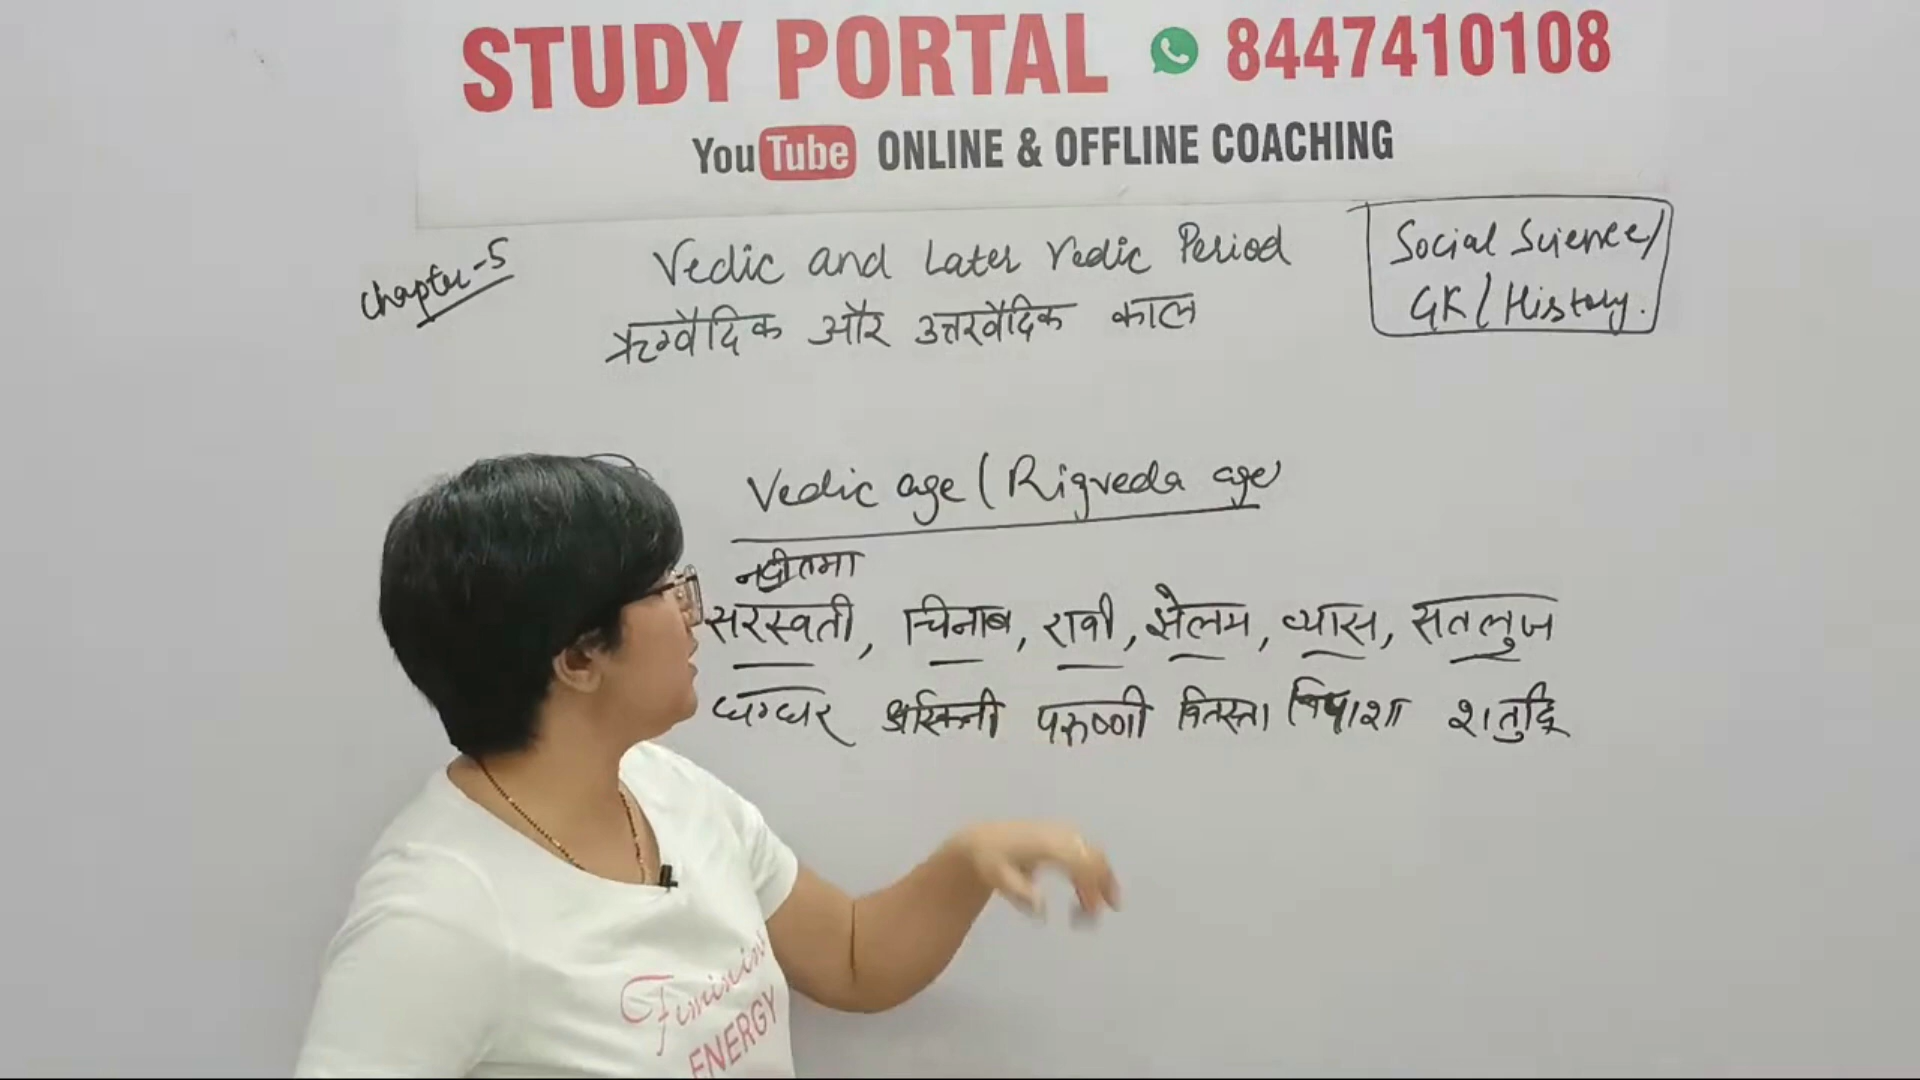 STUDY PORTAL 8447410108
YouTube ONLINE & OFFLINE COACHING
Chapter-5
Vedic and Later Vedic Period
ऋग्वैदिक और उत्तरवैदिक काल
Social Science/
GK/History.
Vedic age (Rigveda age
नदीतमा
सरस्वती, चिनाब, रावी, झेलम, व्यास, सतलुज
घग्घर अस्किनी परुष्णी वितस्ता विपाशा शतुद्रि
Feminine
ENERGY